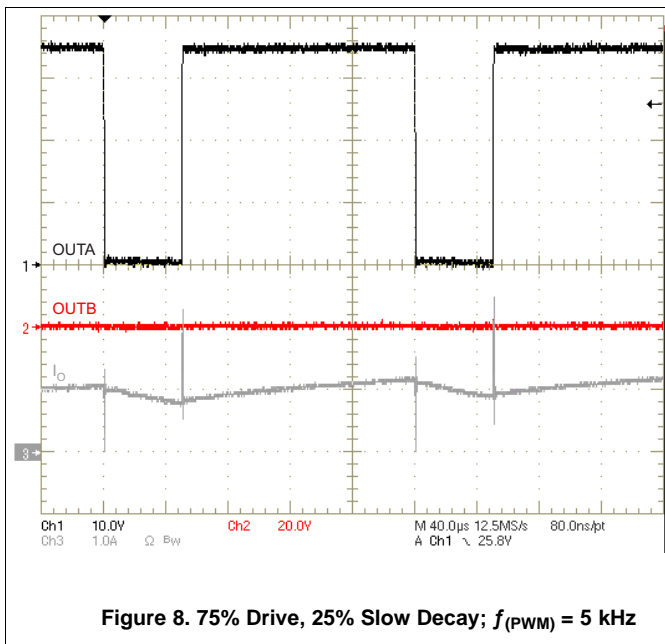 OUTA
1
OUTB
2
IO
3
Ch1 10.0V Ch2 20.0V M 40.0µs 12.5MS/s 80.0ns/pt
Ch3 1.0A Ω BW A Ch1 ↘ 25.8V
Figure 8. 75% Drive, 25% Slow Decay; f(PWM) = 5 kHz